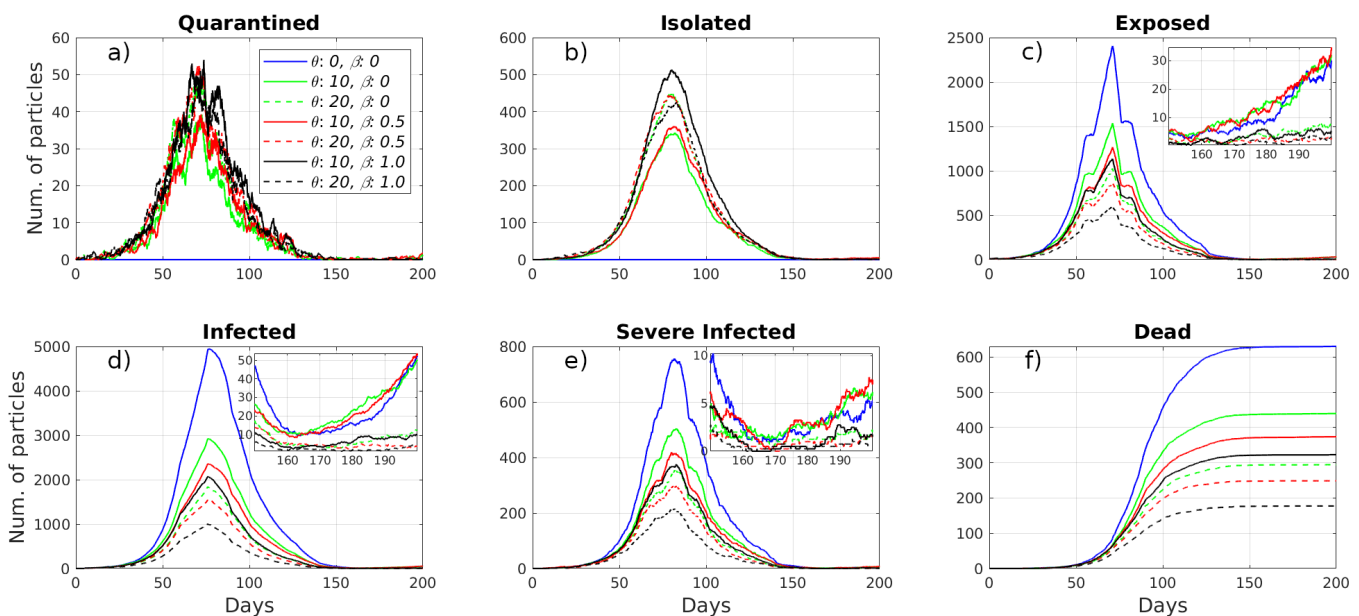 Quarantined
Isolated
Exposed
60
50
40
30
20
10
0
Num. of particles
a)
θ: 0, β: 0
θ: 10, β: 0
θ: 20, β: 0
θ: 10, β: 0.5
θ: 20, β: 0.5
θ: 10, β: 1.0
θ: 20, β: 1.0
0 50 100 150 200
600
500
400
300
200
100
0
b)
0 50 100 150 200
2500
2000
1500
1000
500
0
c)
30
20
10
160 170 180 190
0 50 100 150 200
Infected
Severe Infected
Dead
5000
4000
3000
2000
1000
0
Num. of particles
d)
50
40
30
20
10
160 170 180 190
0 50 100 150 200
Days
800
600
400
200
0
e)
10
5
0
160 170 180 190
0 50 100 150 200
Days
600
500
400
300
200
100
0
f)
0 50 100 150 200
Days